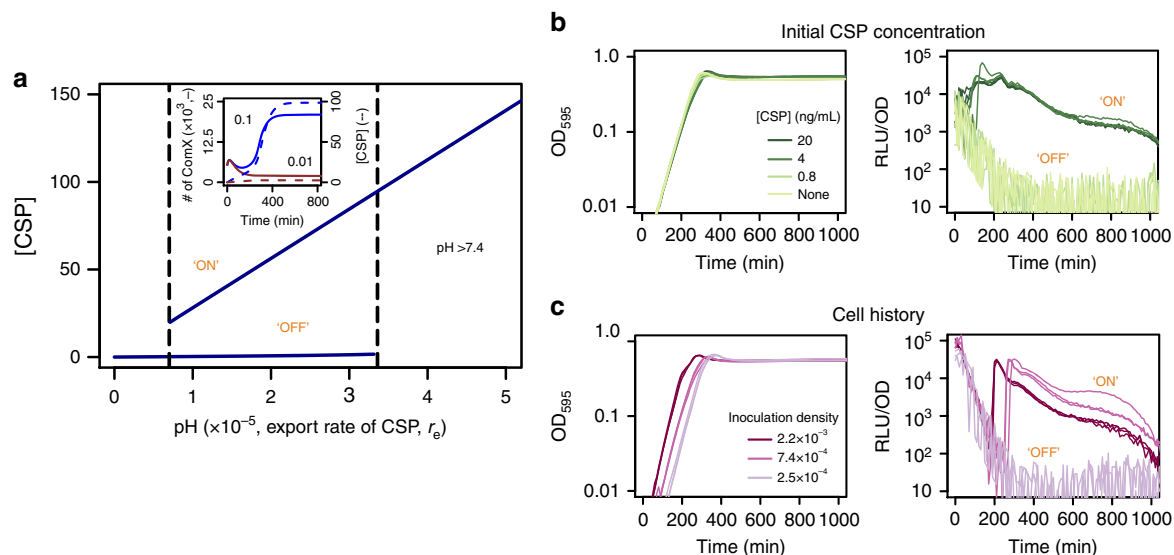 a
150
100
50
0
[CSP]
0 1 2 3 4 5
pH (×10⁻⁵, export rate of CSP, rₑ)
'ON'
'OFF'
pH >7.4
# of ComX (×10³,–)
25
12.5
0
0.1
0.01
100
50
0
[CSP] (--)
0 400 800
Time (min)
b
Initial CSP concentration
OD₅₉₅
1.0
0.1
0.01
[CSP] (ng/mL)
20
4
0.8
None
0 200 400 600 800 1000
Time (min)
RLU/OD
10⁵
10⁴
10³
10²
10
'ON'
'OFF'
0 200 400 600 800 1000
Time (min)
c
Cell history
OD₅₉₅
1.0
0.1
0.01
Inoculation density
2.2×10⁻³
7.4×10⁻⁴
2.5×10⁻⁴
0 200 400 600 800 1000
Time (min)
RLU/OD
10⁵
10⁴
10³
10²
10
'ON'
'OFF'
0 200 400 600 800 1000
Time (min)